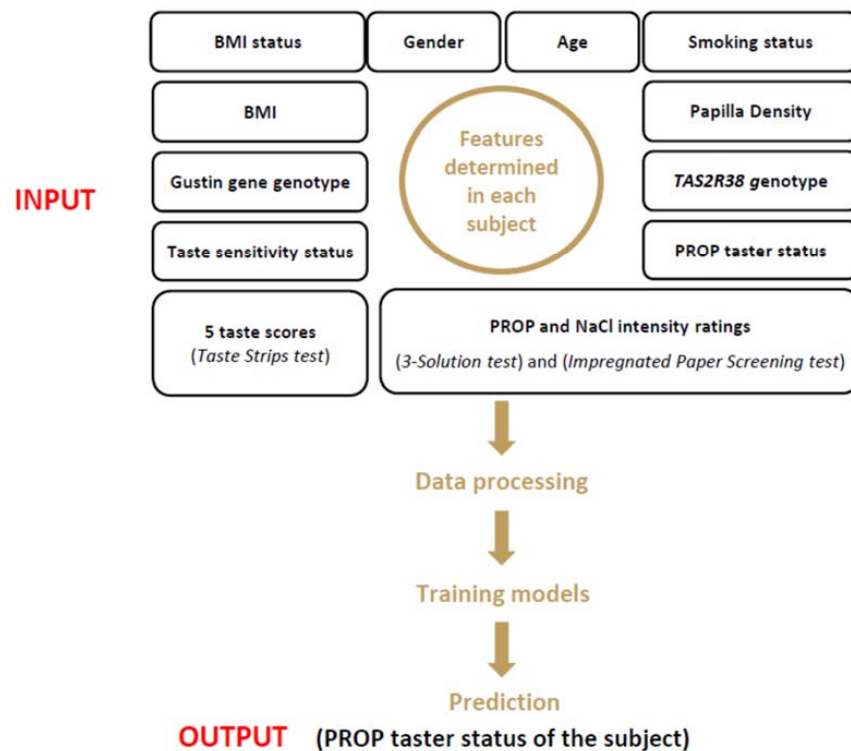 BMI status
Gender
Age
Smoking status
BMI
Papilla Density
Features
determined
in each
subject
INPUT
Gustin gene genotype
TAS2R38 genotype
Taste sensitivity status
PROP taster status
5 taste scores
(Taste Strips test)
PROP and NaCl intensity ratings
(3-Solution test) and (Impregnated Paper Screening test)
Data processing
Training models
Prediction
OUTPUT (PROP taster status of the subject)